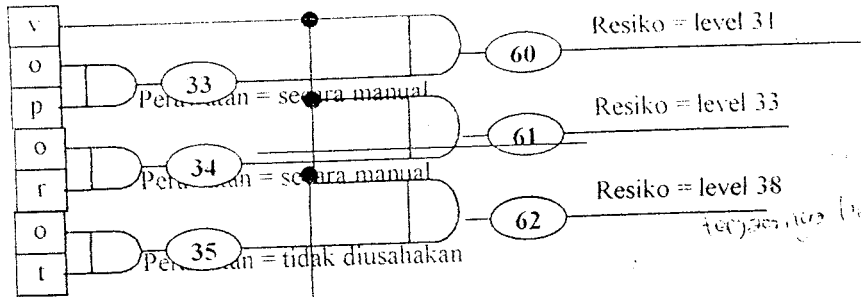 v
60
Resiko = level 31
o
33
p
Perawatan = secara manual
61
Resiko = level 33
o
34
r
Perawatan = secara manual
62
Resiko = level 38
o
35
t
Perawatan = tidak diusahakan